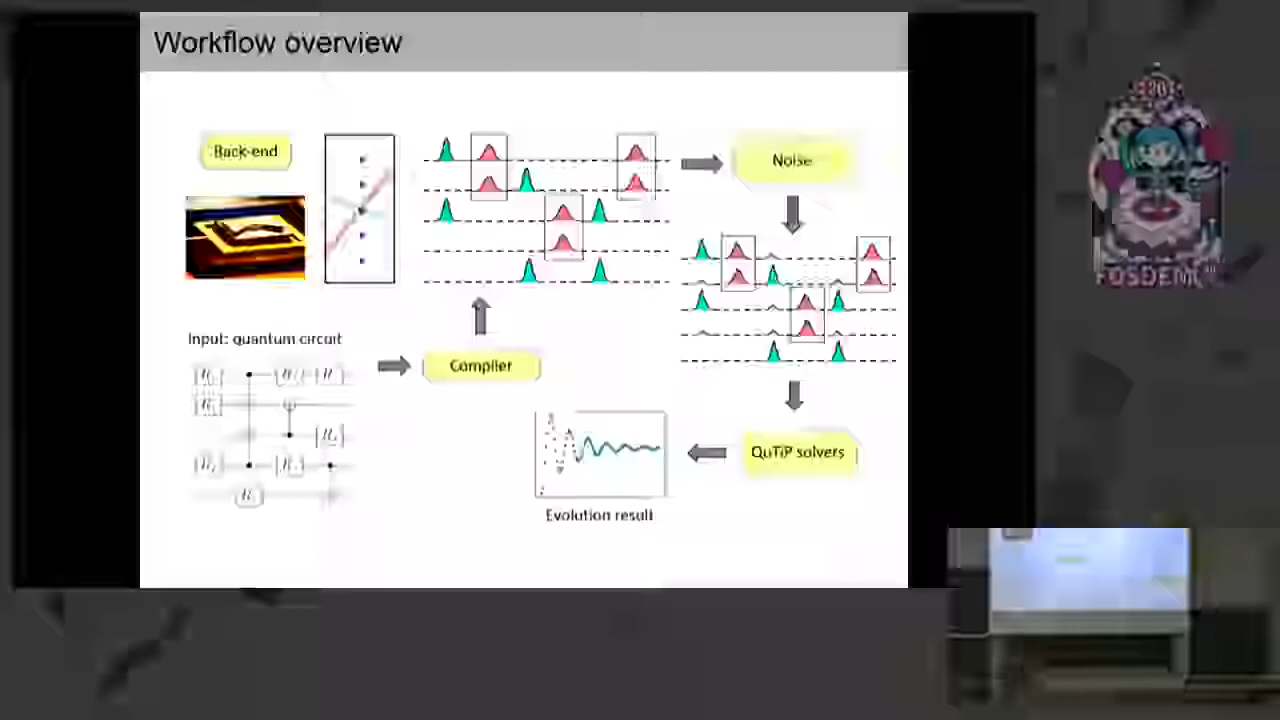 Workflow overview
Back-end
Noise
Input: quantum circuit
Compiler
QuTiP solvers
Evolution result